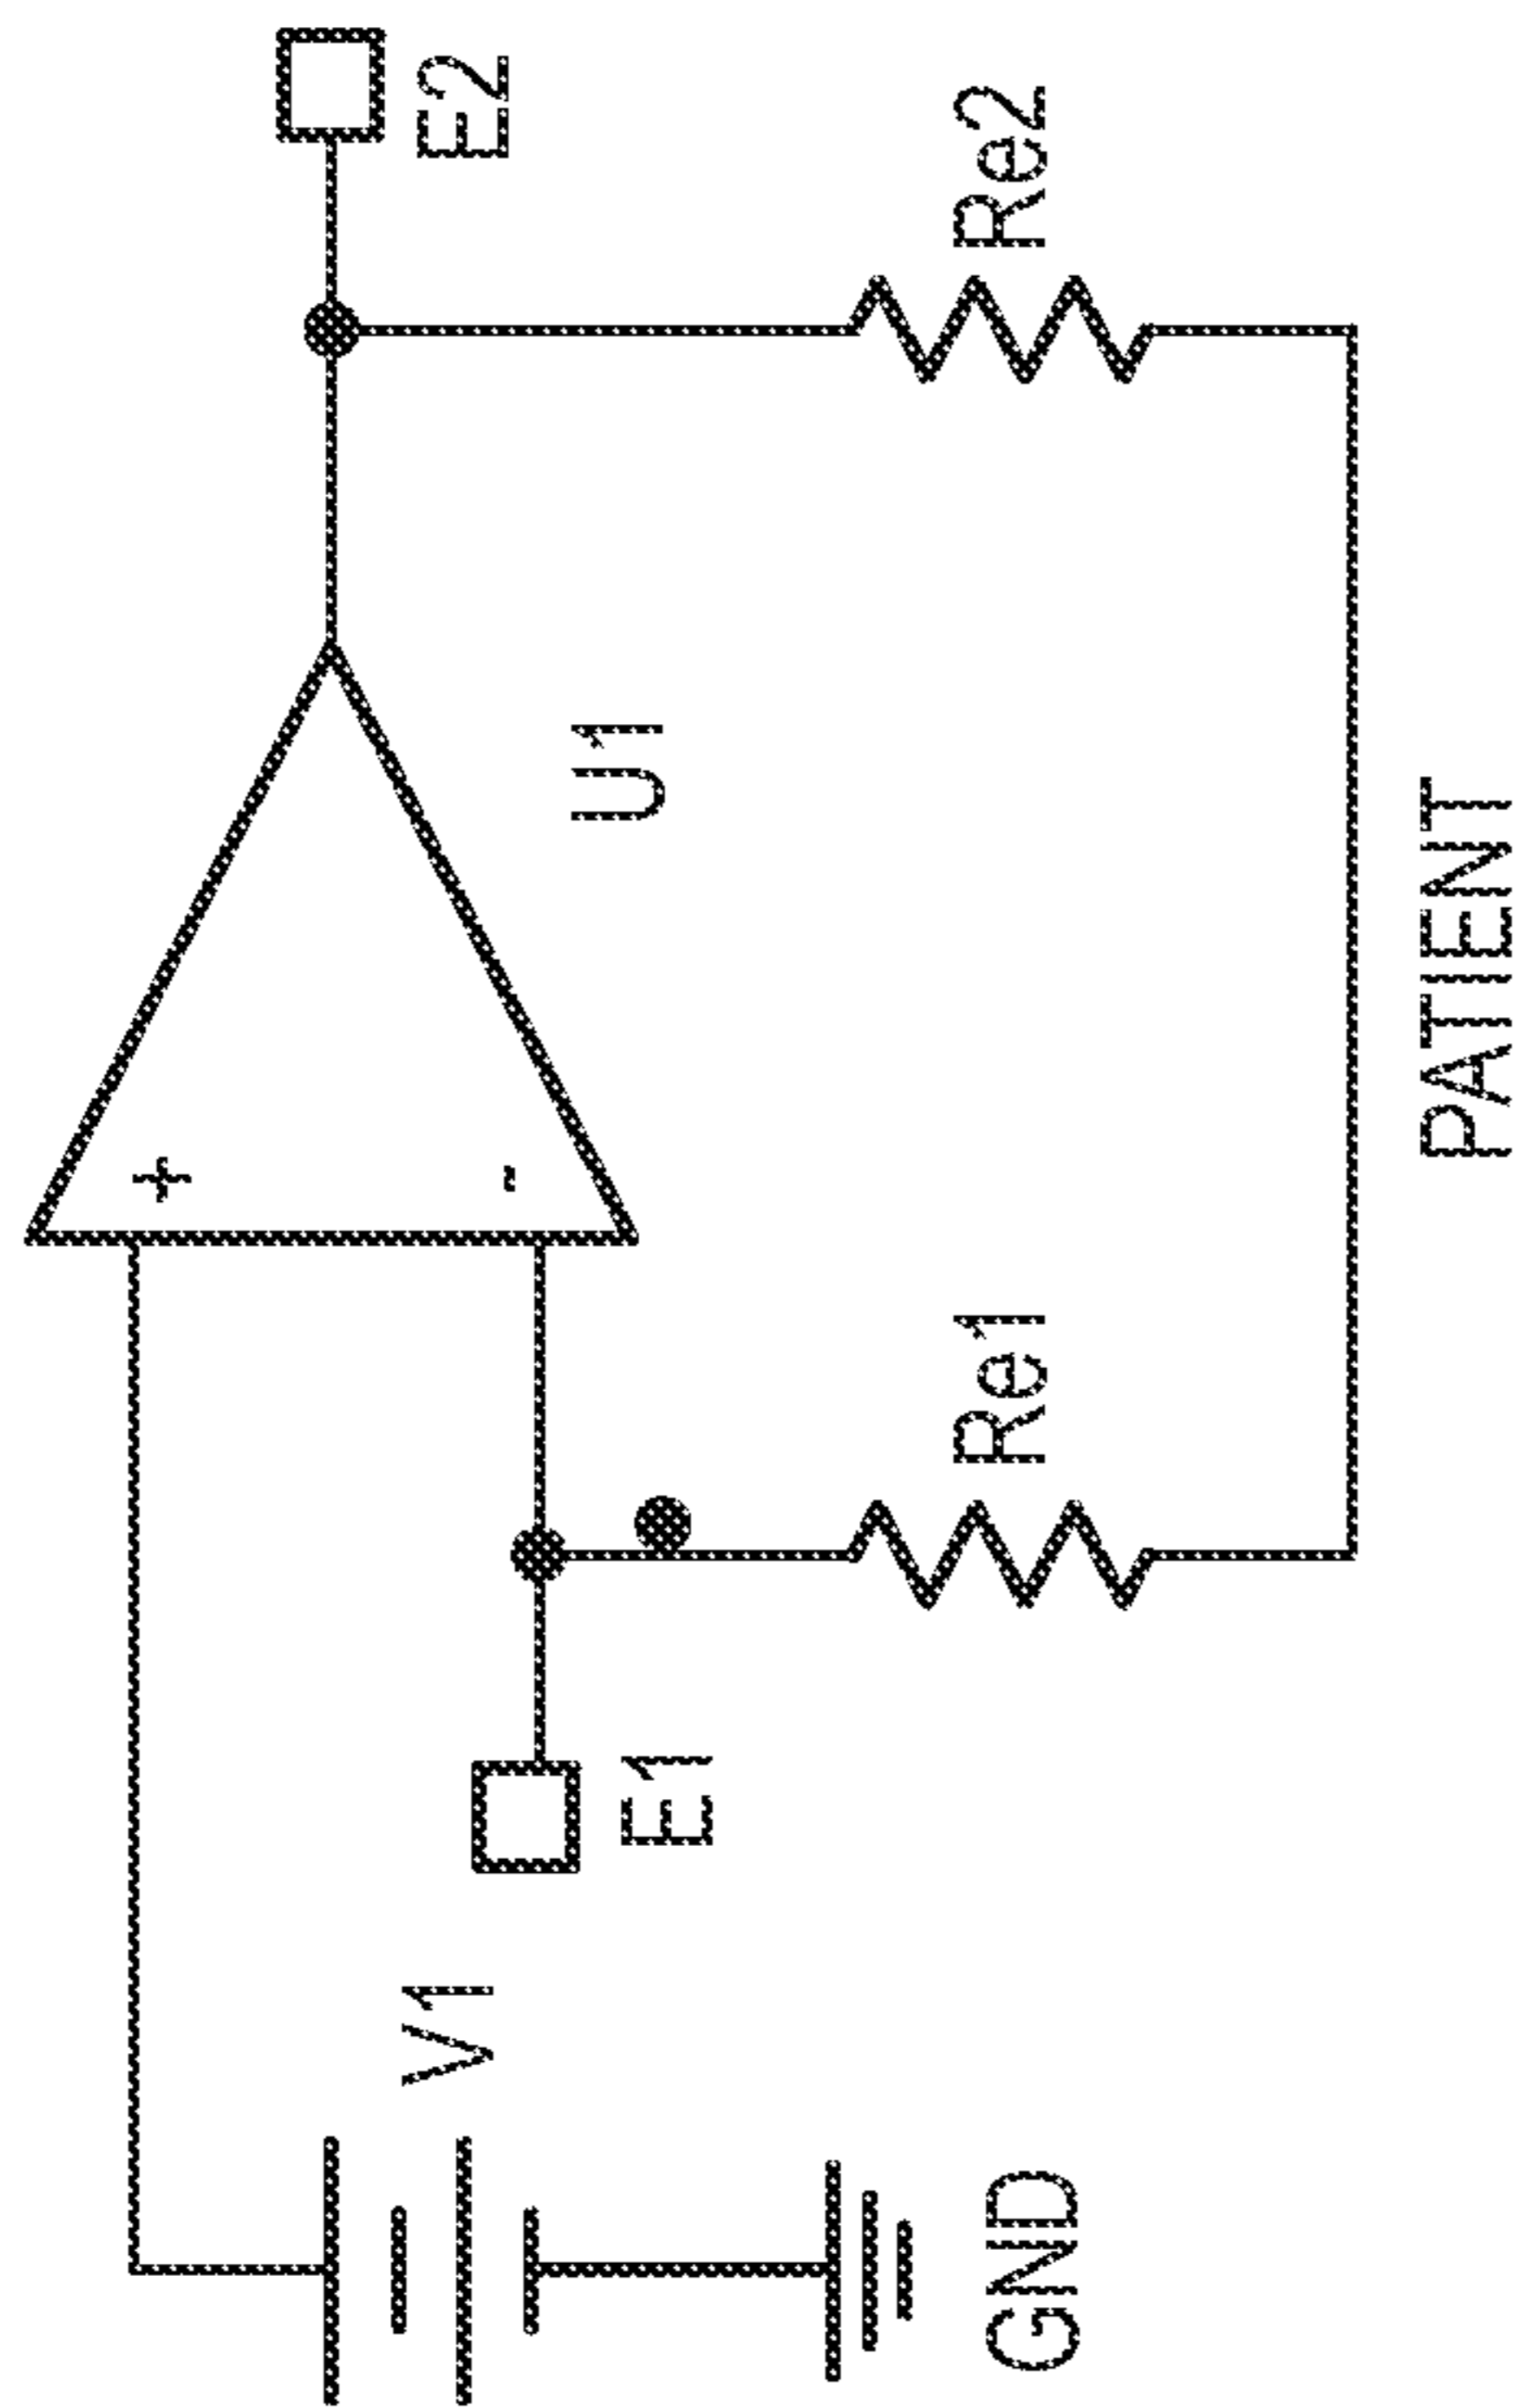 E2
+
-
U1
V1
E1
Re1
Re2
GND
PATIENT